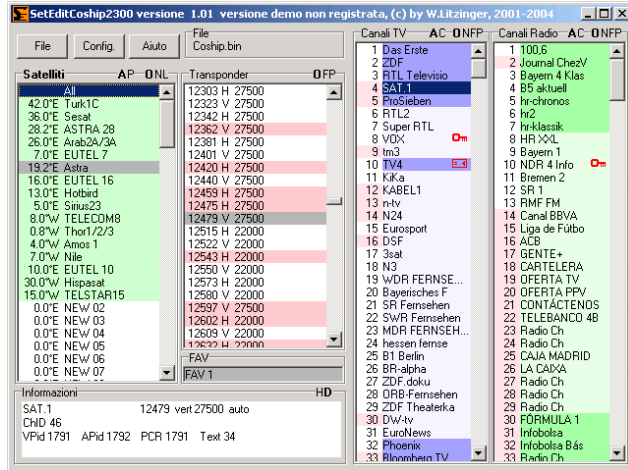 SetEditCoship2300 versione 1.01 versione demo non registrata, (c) by W.Litzinger, 2001-2004
File
Config.
Aiuto
File
Coship.bin
Satelliti AP ONL
All
42.0°E Turk1C
36.0°E Sesat
28.2°E ASTRA 28
26.0°E Arab2A/3A
7.0°E EUTEL 7
19.2°E Astra
16.0°E EUTEL 16
13.0°E Hotbird
5.0°E Sirius23
8.0°W TELECOM8
0.8°W Thor1/2/3
4.0°W Amos 1
7.0°W Nile
10.0°E EUTEL 10
30.0°W Hispasat
15.0°W TELSTAR15
0.0°E NEW 02
0.0°E NEW 03
0.0°E NEW 04
0.0°E NEW 05
0.0°E NEW 06
0.0°E NEW 07
Transponder OFP
12303 H 27500
12323 V 27500
12342 H 27500
12362 V 27500
12381 H 27500
12401 V 27500
12420 H 27500
12440 V 27500
12459 H 27500
12475 H 27500
12479 V 27500
12515 H 22000
12522 V 22000
12543 H 22000
12550 V 22000
12573 H 22000
12580 V 22000
12597 V 27500
12602 H 22000
12609 V 22000
12632 H 22000
FAV
FAV 1
Informazioni HD
SAT.1 12479 vert 27500 auto
ChID 46
VPid 1791 APid 1792 PCR 1791 Text 34
Canali TV AC ONFP
1 Das Erste
2 ZDF
3 RTL Televisio
4 SAT.1
5 ProSieben
6 RTL2
7 Super RTL
8 VOX
9 tm3
10 TV4
11 KiKa
12 KABEL1
13 n-tv
14 N24
15 Eurosport
16 DSF
17 3sat
18 N3
19 WDR FERNSE...
20 Bayerisches F
21 SR Fernsehen
22 SWR Fernsehen
23 MDR FERNSEH...
24 hessen fernse
25 B1 Berlin
26 BR-alpha
27 ZDF.doku
28 ORB-Fernsehen
29 ZDF Theaterka
30 DW-tv
31 EuroNews
32 Phoenix
33 Bloomberg TV
Canali Radio AC ONFP
1 100,6
2 Journal ChezV
3 Bayern 4 Klas
4 B5 aktuell
5 hr-chronos
6 hr2
7 hr-klassik
8 HR XXL
9 Bayern 1
10 NDR 4 Info
11 Bremen 2
12 SR 1
13 RMF FM
14 Canal BBVA
15 Liga de Fútbo
16 ACB
17 GENTE+
18 CARTELERA
19 OFERTA TV
20 OFERTA PPV
21 CONTÁCTENOS
22 TELEBANCO 4B
23 Radio Ch
24 Radio Ch
25 CAJA MADRID
26 LA CAIXA
27 Radio Ch
28 Radio Ch
29 Radio Ch
30 FÓRMULA 1
31 Infobolsa
32 Infobolsa Bás
33 Radio Ch